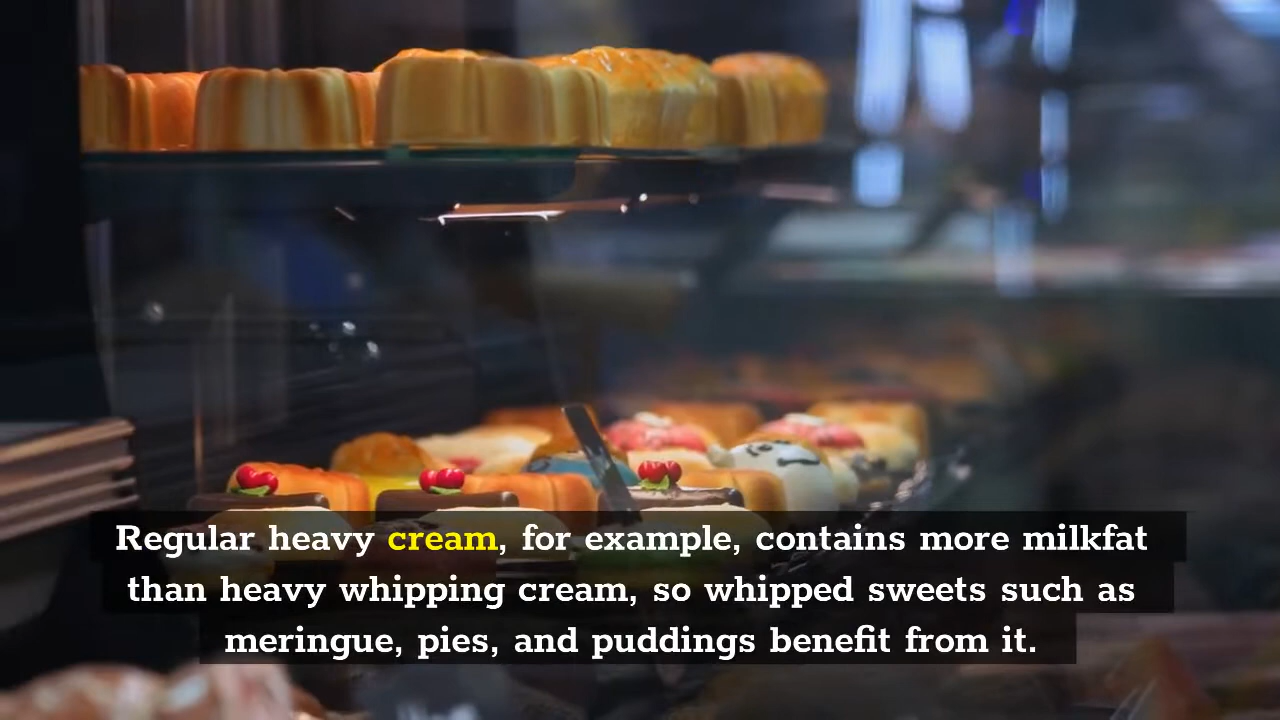 Regular heavy cream, for example, contains more milkfat
than heavy whipping cream, so whipped sweets such as
meringue, pies, and puddings benefit from it.